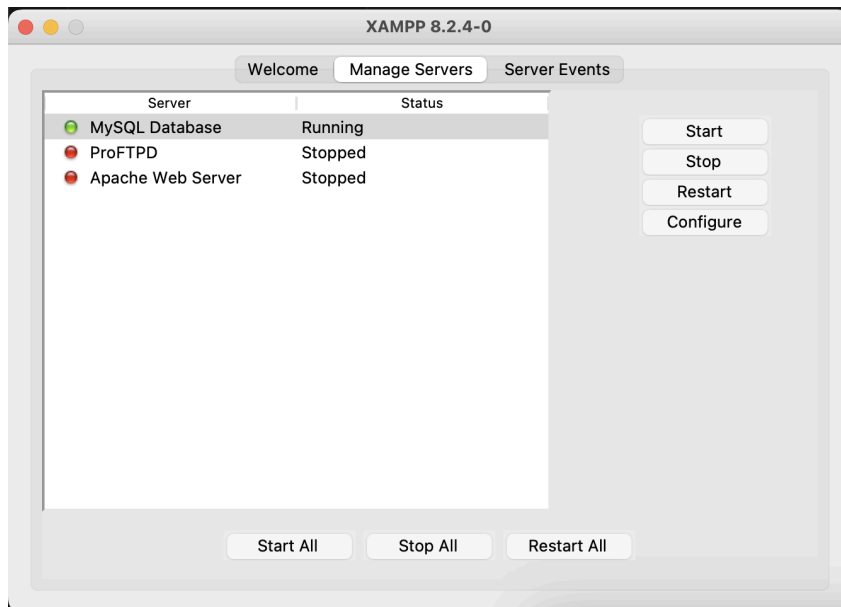 XAMPP 8.2.4-0
Welcome Manage Servers Server Events
Server Status
MySQL Database Running
ProFTPD Stopped
Apache Web Server Stopped
Start
Stop
Restart
Configure
Start All Stop All Restart All